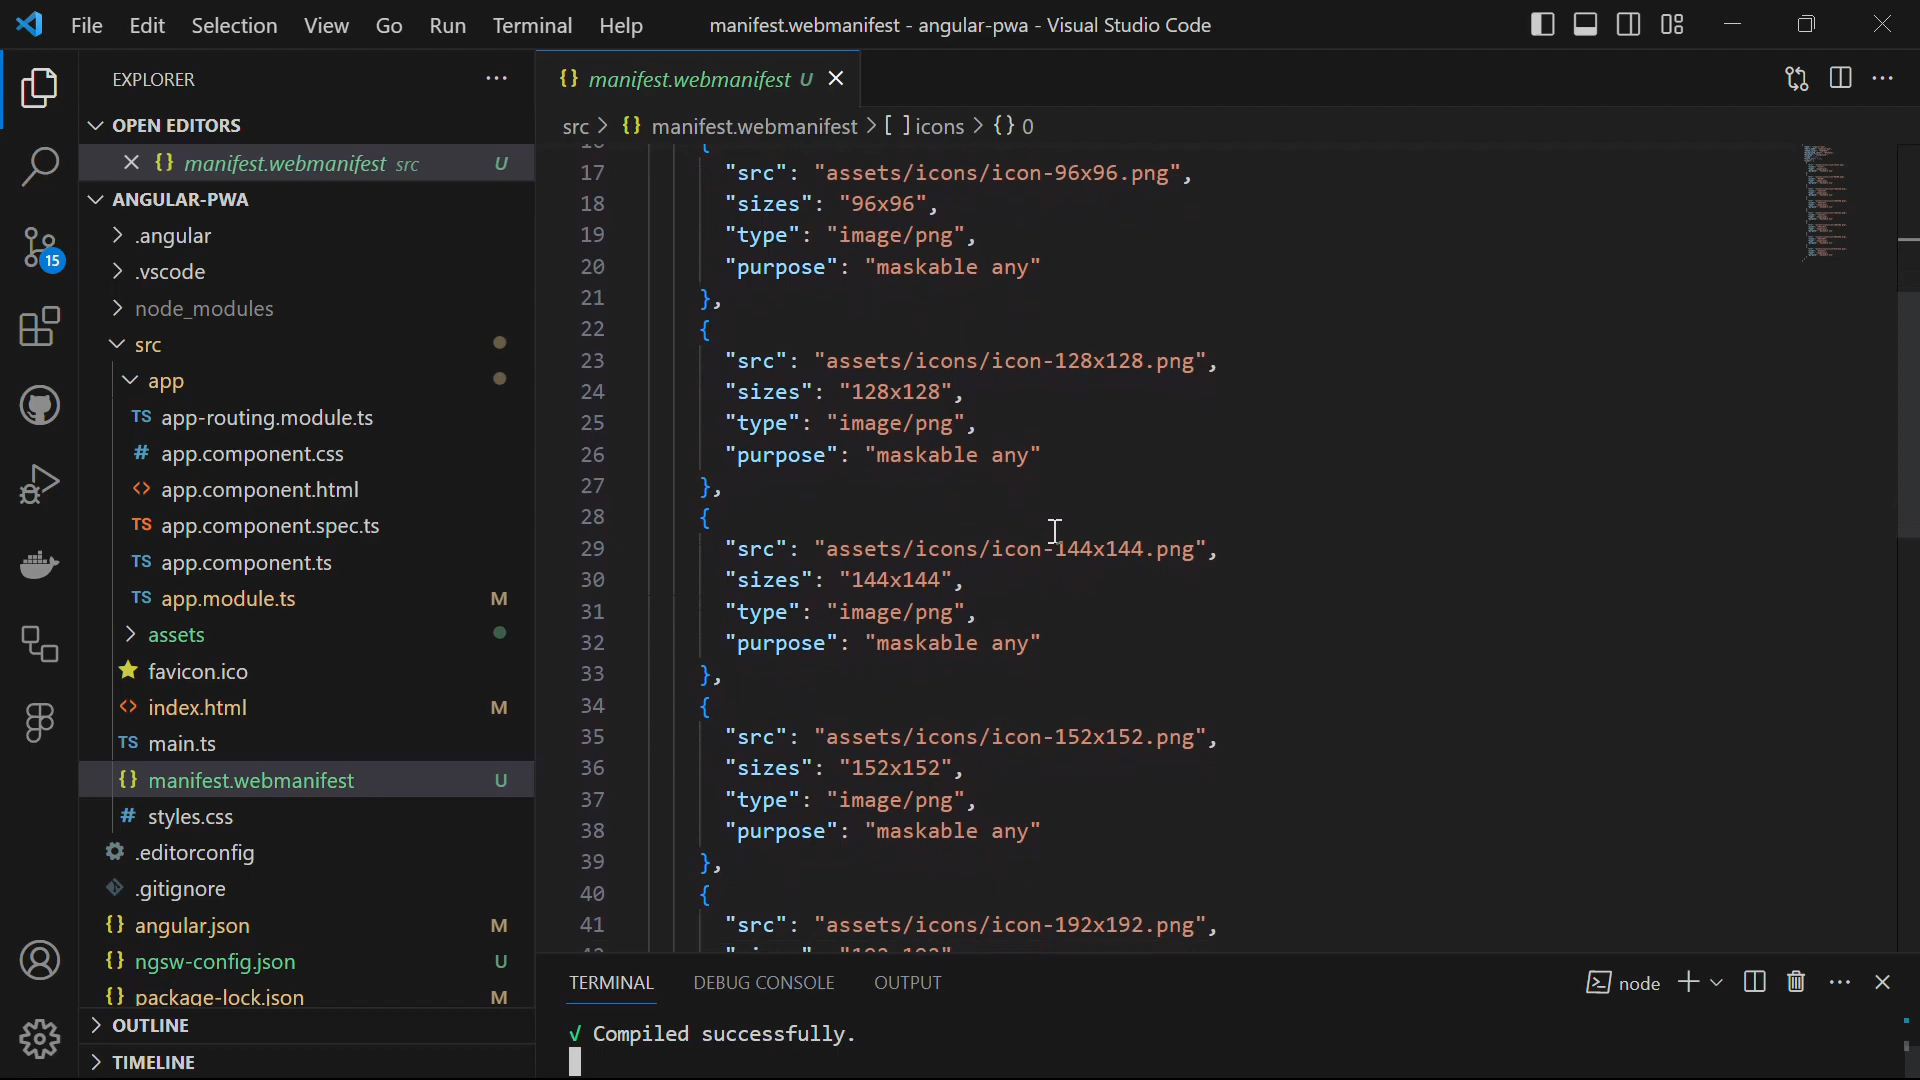 File Edit Selection View Go Run Terminal Help manifest.webmanifest - angular-pwa - Visual Studio Code
EXPLORER
OPEN EDITORS
manifest.webmanifest src U
ANGULAR-PWA
.angular
.vscode
node_modules
src
app
TS app-routing.module.ts
# app.component.css
<> app.component.html
TS app.component.spec.ts
TS app.component.ts
TS app.module.ts M
assets
favicon.ico
<> index.html M
TS main.ts
{} manifest.webmanifest U
# styles.css
.editorconfig
.gitignore
{} angular.json M
{} ngsw-config.json U
{} package-lock.json M
OUTLINE
TIMELINE
15
{} manifest.webmanifest U
src > {} manifest.webmanifest > [ ] icons > {} 0
{
17 "src": "assets/icons/icon-96x96.png",
18 "sizes": "96x96",
19 "type": "image/png",
20 "purpose": "maskable any"
21 },
22 {
23 "src": "assets/icons/icon-128x128.png",
24 "sizes": "128x128",
25 "type": "image/png",
26 "purpose": "maskable any"
27 },
28 {
29 "src": "assets/icons/icon-144x144.png",
30 "sizes": "144x144",
31 "type": "image/png",
32 "purpose": "maskable any"
33 },
34 {
35 "src": "assets/icons/icon-152x152.png",
36 "sizes": "152x152",
37 "type": "image/png",
38 "purpose": "maskable any"
39 },
40 {
41 "src": "assets/icons/icon-192x192.png",
TERMINAL DEBUG CONSOLE OUTPUT node
√ Compiled successfully.